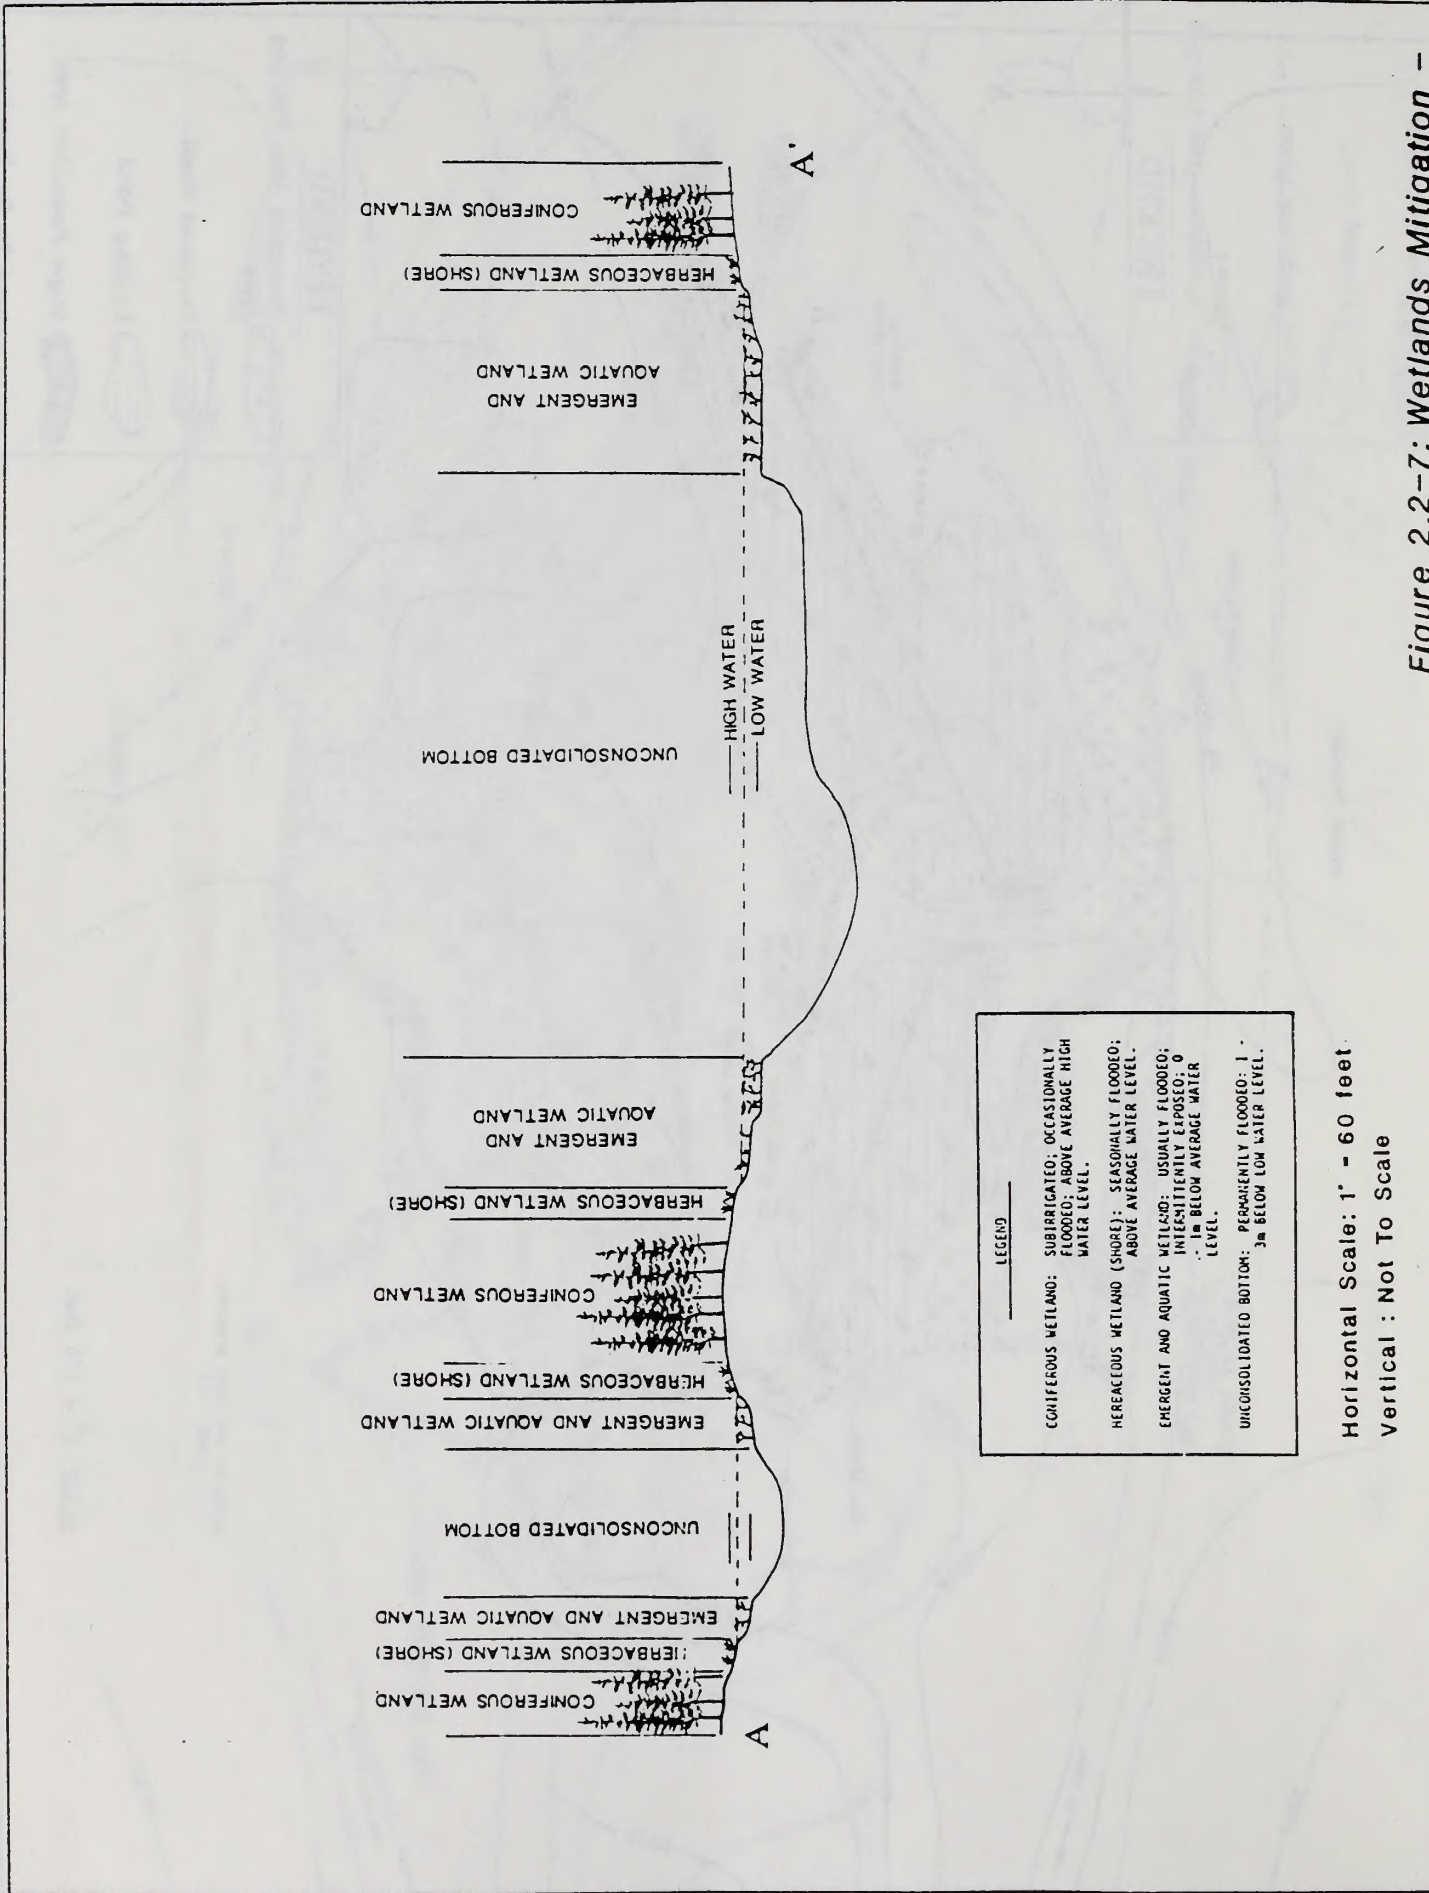 CONIFEROUS WETLAND
HERBACEOUS WETLAND (SHORE)
EMERGENT AND AQUATIC WETLAND
UNCONSOLIDATED BOTTOM
EMERGENT AND AQUATIC WETLAND
HERBACEOUS WETLAND (SHORE)
CONIFEROUS WETLAND
HERBACEOUS WETLAND (SHORE)
EMERGENT AND
AQUATIC WETLAND
UNCONSOLIDATED BOTTOM
EMERGENT AND
AQUATIC WETLAND
HERBACEOUS WETLAND (SHORE)
CONIFEROUS WETLAND
HIGH WATER
LOW WATER
A
A'
LEGEND
CONIFEROUS WETLAND: SUBIRRIGATED; OCCASIONALLY
FLOODED; ABOVE AVERAGE HIGH
WATER LEVEL.
HEREACEOUS WETLAND (SHORE): SEASONALLY FLOODED;
ABOVE AVERAGE WATER LEVEL.
EMERGENT AND AQUATIC WETLAND: USUALLY FLOODED;
INTERMITTENTLY EXPOSED; 0
- 1m BELOW AVERAGE WATER
LEVEL.
UNCONSOLIDATED BOTTOM: PERMANENTLY FLOODED: 1 -
3m BELOW LOW WATER LEVEL.
Horizontal Scale: 1" - 60 feet
Vertical : Not To Scale
Figure 2.2-7: Wetlands Mitigation -